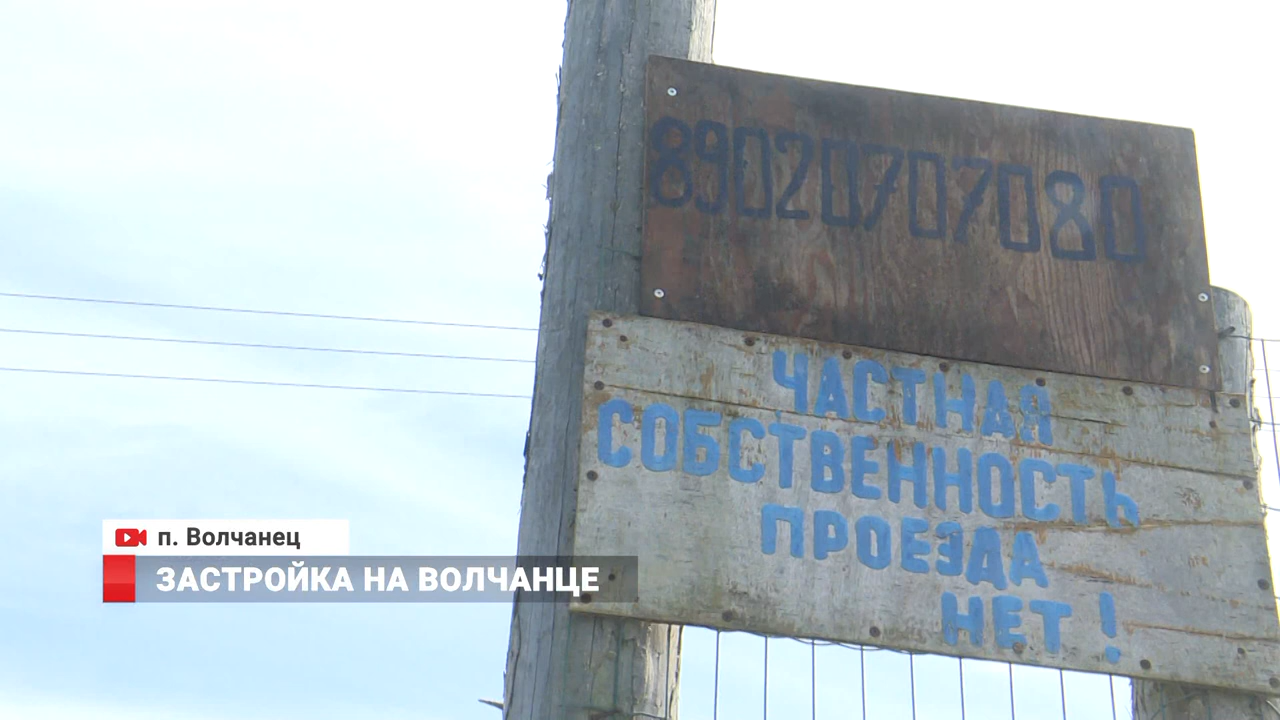 89020707080
ЧАСТНАЯ
СОБСТВЕННОСТЬ
ПРОЕЗДА
НЕТ!
п. Волчанец
ЗАСТРОЙКА НА ВОЛЧАНЦЕ